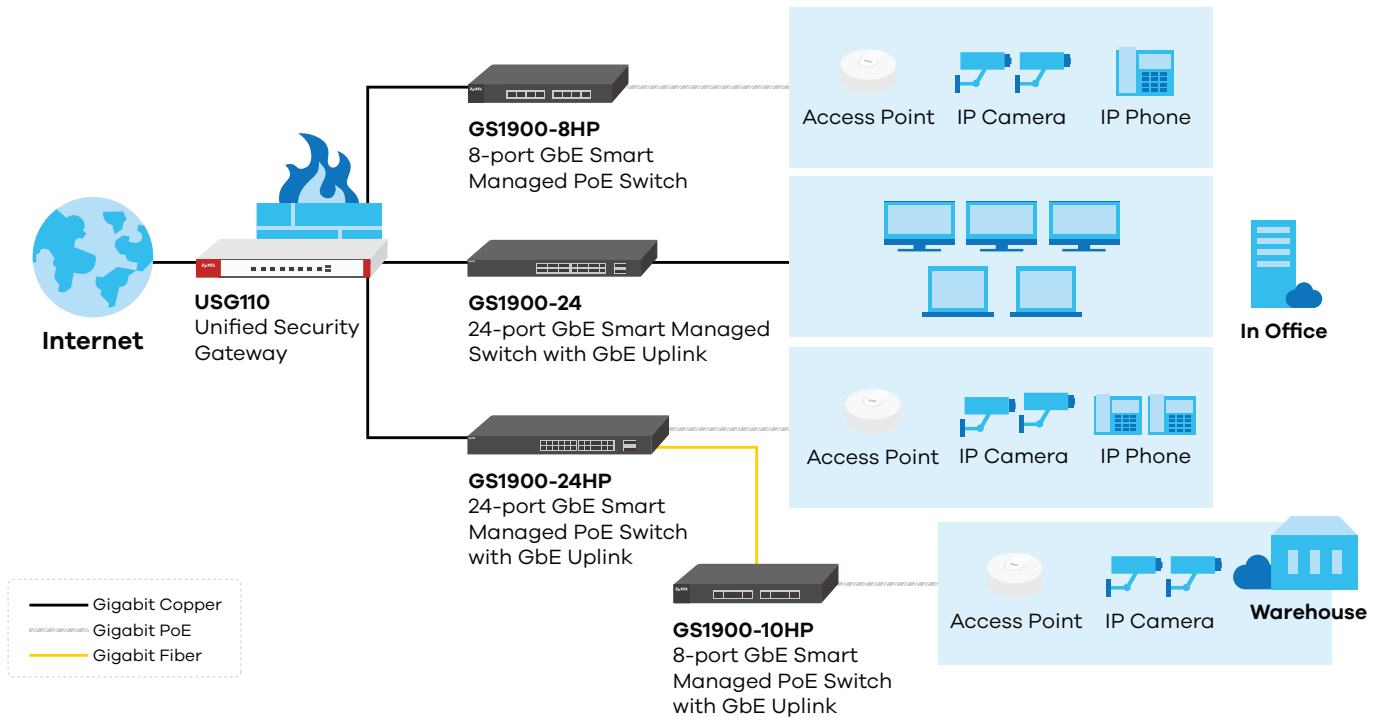 ZyXEL
GS1900-8HP
8-port GbE Smart
Managed PoE Switch
Access Point
IP Camera
IP Phone
Internet
ZyXEL
USG110
Unified Security
Gateway
GS1900-24
24-port GbE Smart Managed
Switch with GbE Uplink
In Office
GS1900-24HP
24-port GbE Smart
Managed PoE Switch
with GbE Uplink
Access Point
IP Camera
IP Phone
ZyXEL
GS1900-10HP
8-port GbE Smart
Managed PoE Switch
with GbE Uplink
Access Point
IP Camera
Warehouse
Gigabit Copper
Gigabit PoE
Gigabit Fiber